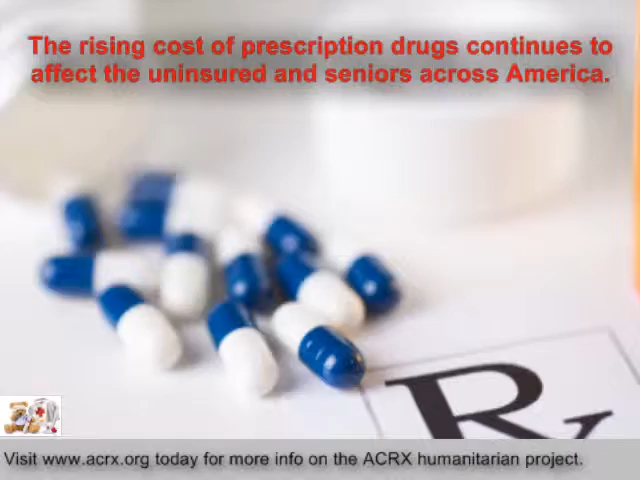 The rising cost of prescription drugs continues to
affect the uninsured and seniors across America.
Rx
Visit www.acrx.org today for more info on the ACRX humanitarian project.